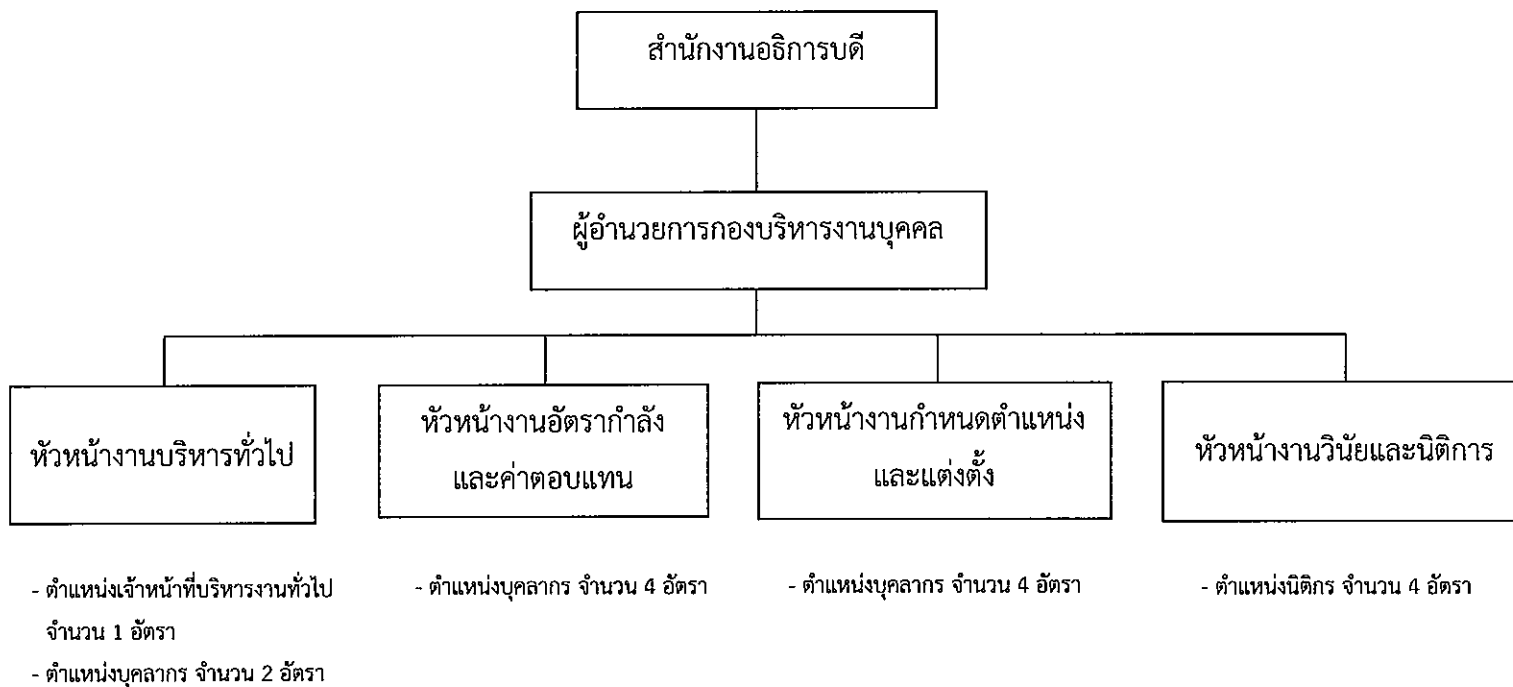 สำนักงานอธิการบดี
ผู้อำนวยการกองบริหารงานบุคคล
หัวหน้างานบริหารทั่วไป
หัวหน้างานอัตรากำลัง
และค่าตอบแทน
หัวหน้างานกำหนดตำแหน่ง
และแต่งตั้ง
หัวหน้างานวินัยและนิติการ
- ตำแหน่งเจ้าหน้าที่บริหารงานทั่วไป
จำนวน 1 อัตรา
- ตำแหน่งบุคลากร จำนวน 2 อัตรา
- ตำแหน่งบุคลากร จำนวน 4 อัตรา
- ตำแหน่งบุคลากร จำนวน 4 อัตรา
- ตำแหน่งนิติกร จำนวน 4 อัตรา